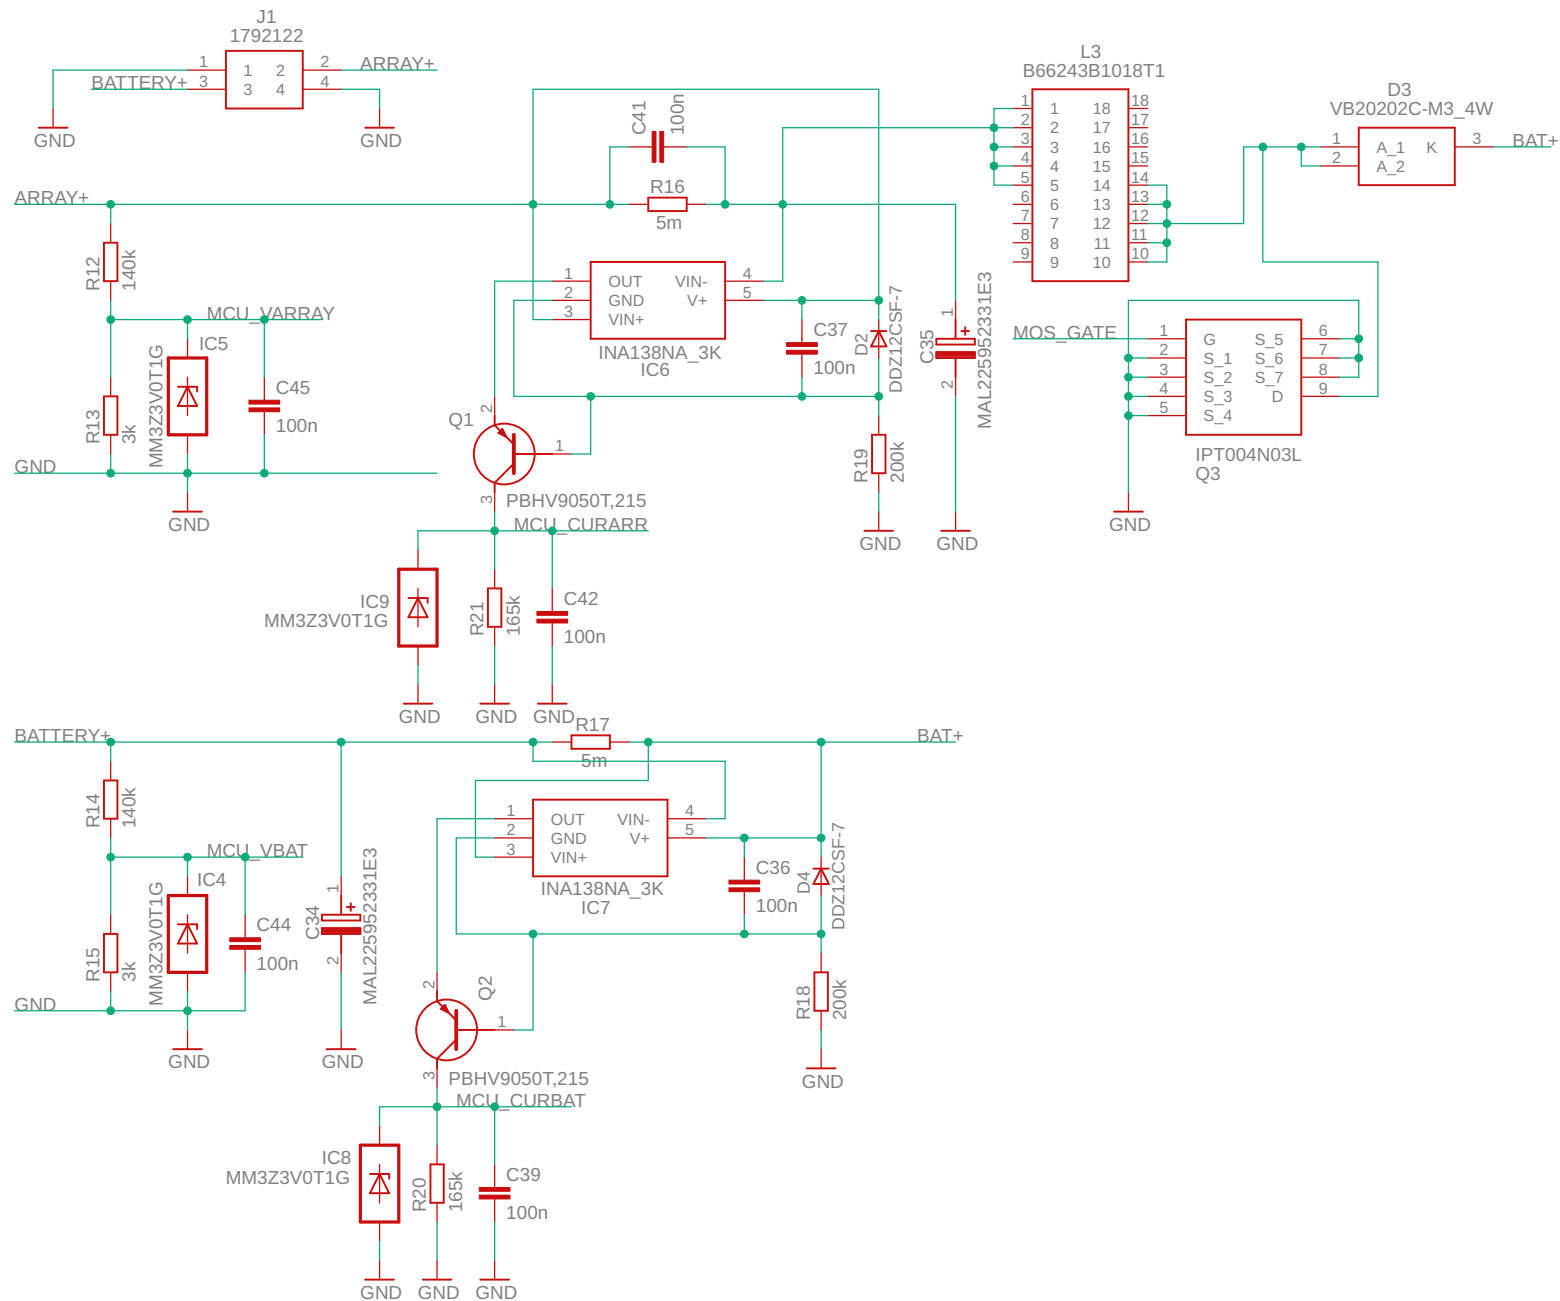 J1
1792122
1
1
2
2
ARRAY+
BATTERY+
3
3
4
4
GND
GND
L3
B66243B1018T1
1
1
18
18
2
2
17
17
3
3
16
16
4
4
15
15
5
5
14
14
6
6
13
13
7
7
12
12
8
8
11
11
9
9
10
10
D3
VB20202C-M3_4W
1
A_1
K
3
BAT+
2
A_2
C41
100n
ARRAY+
R16
5m
R12
140k
MCU_VARRAY
IC5
MM3Z3V0T1G
C45
100n
R13
3k
GND
GND
1
OUT
VIN-
4
2
GND
V+
5
3
VIN+
INA138NA_3K
IC6
C37
100n
D2
DDZ12CSF-7
C35
1
+
2
MAL225952331E3
MOS_GATE
1
G
S_5
6
2
S_1
S_6
7
3
S_2
S_7
8
4
S_3
D
9
5
S_4
IPT004N03L
Q3
GND
Q1
2
1
3
PBHV9050T,215
MCU_CURARR
R19
200k
GND
GND
IC9
MM3Z3V0T1G
R21
165k
C42
100n
GND
GND
GND
BATTERY+
R17
5m
BAT+
R14
140k
MCU_VBAT
IC4
MM3Z3V0T1G
C44
100n
R15
3k
GND
GND
C34
1
+
2
MAL225952331E3
GND
1
OUT
VIN-
4
2
GND
V+
5
3
VIN+
INA138NA_3K
IC7
C36
100n
D4
DDZ12CSF-7
Q2
2
1
3
PBHV9050T,215
MCU_CURBAT
R18
200k
GND
IC8
MM3Z3V0T1G
R20
165k
C39
100n
GND
GND
GND